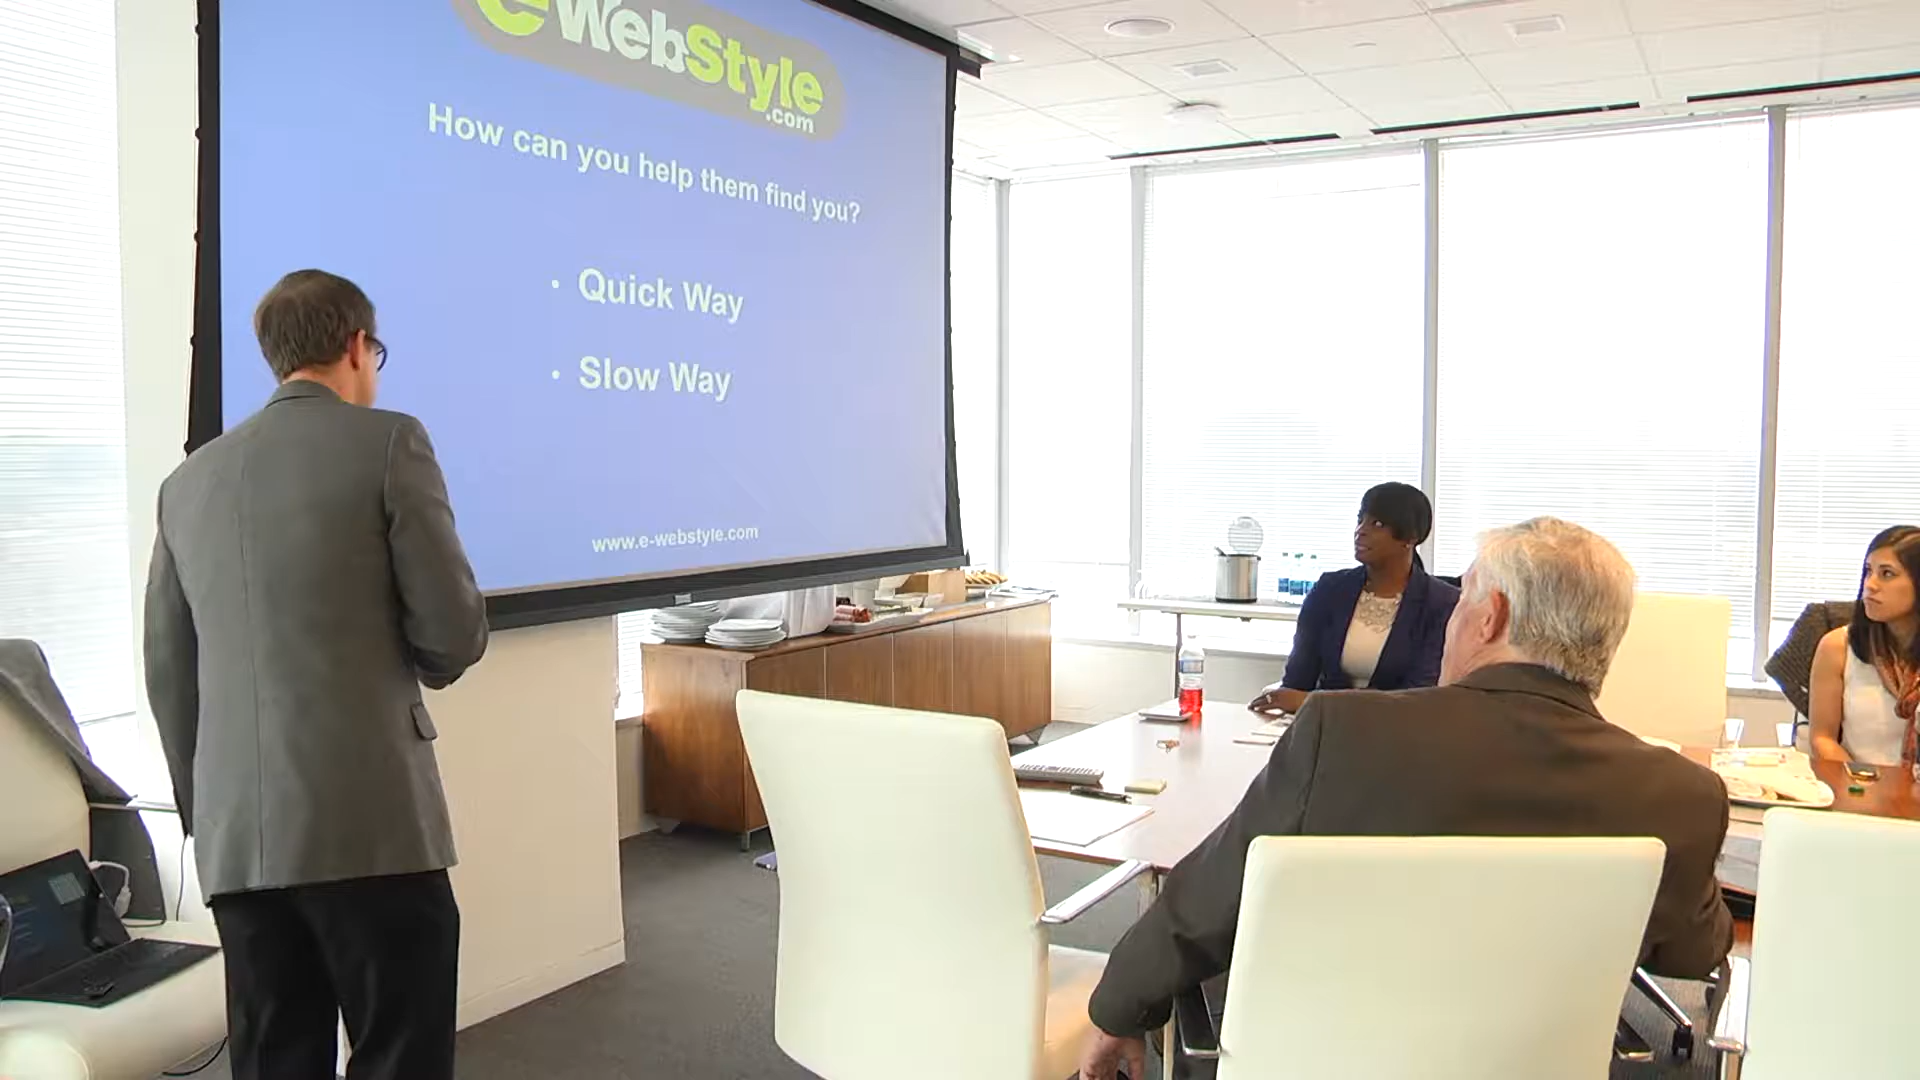 eWebStyle
.com
How can you help them find you?
• Quick Way
• Slow Way
www.e-webstyle.com